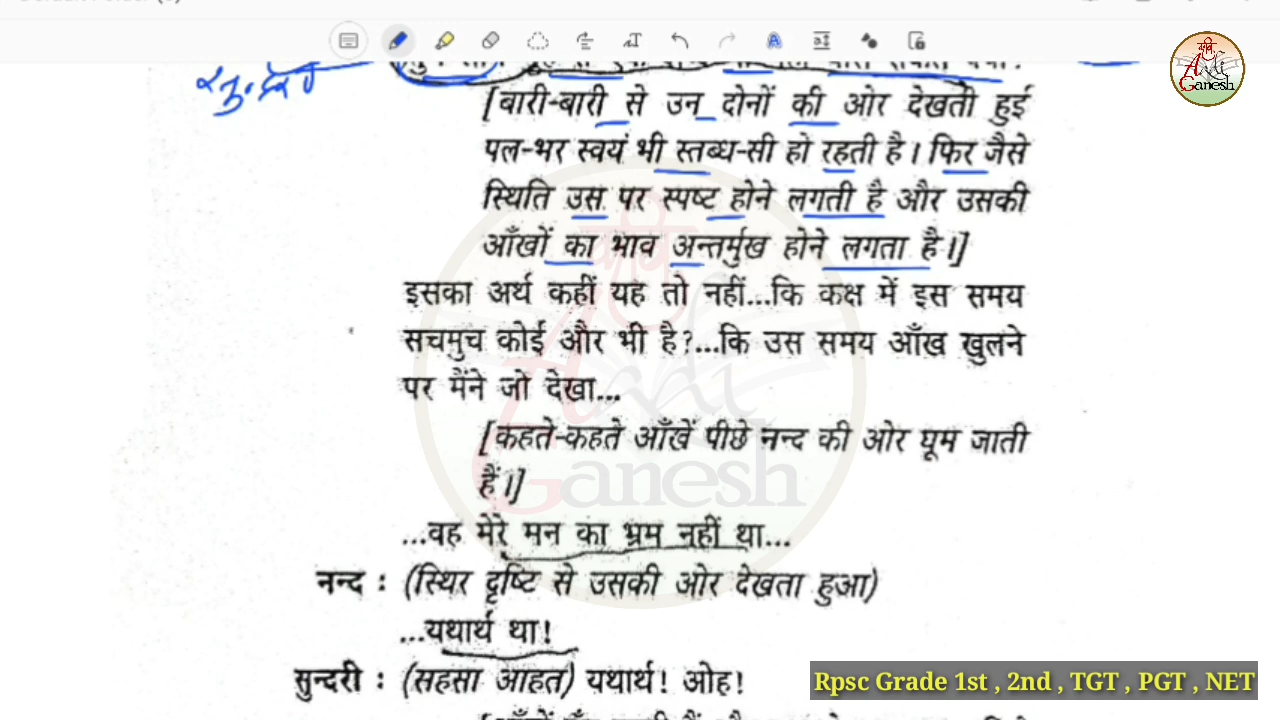 [बारी-बारी से उन दोनों की ओर देखती हुई
पल-भर स्वयं भी स्तब्ध-सी हो रहती है। फिर जैसे
स्थिति उस पर स्पष्ट होने लगती है और उसकी
आँखों का भाव अन्तर्मुख होने लगता है।]
इसका अर्थ कहीं यह तो नहीं...कि कक्ष में इस समय
सचमुच कोई और भी है?...कि उस समय आँख खुलने
पर मैंने जो देखा...
[कहते-कहते आँखें पीछे नन्द की ओर घूम जाती
हैं।]
...वह मेरे मन का भ्रम नहीं था...
नन्द : (स्थिर दृष्टि से उसकी ओर देखता हुआ)
...यथार्थ था!
सुन्दरी : (सहसा आहत) यथार्थ! ओह!
Rpsc Grade 1st , 2nd , TGT , PGT , NET
Ganesh
Ganesh